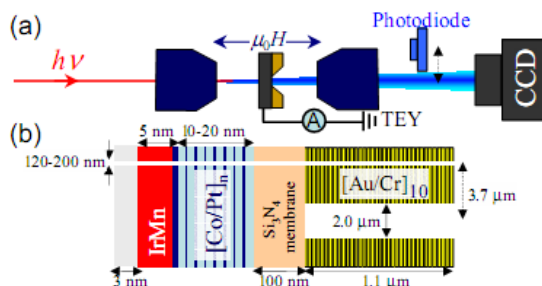 (a)
μ₀H
Photodiode
hν
CCD
A
TEY
(b)
5 nm
10-20 nm
120-200 nm
IrMn
[Co/Pt]n
Si₃N₄
membrane
[Au/Cr]₁₀
3.7 μm
2.0 μm
3 nm
100 nm
1.1 μm